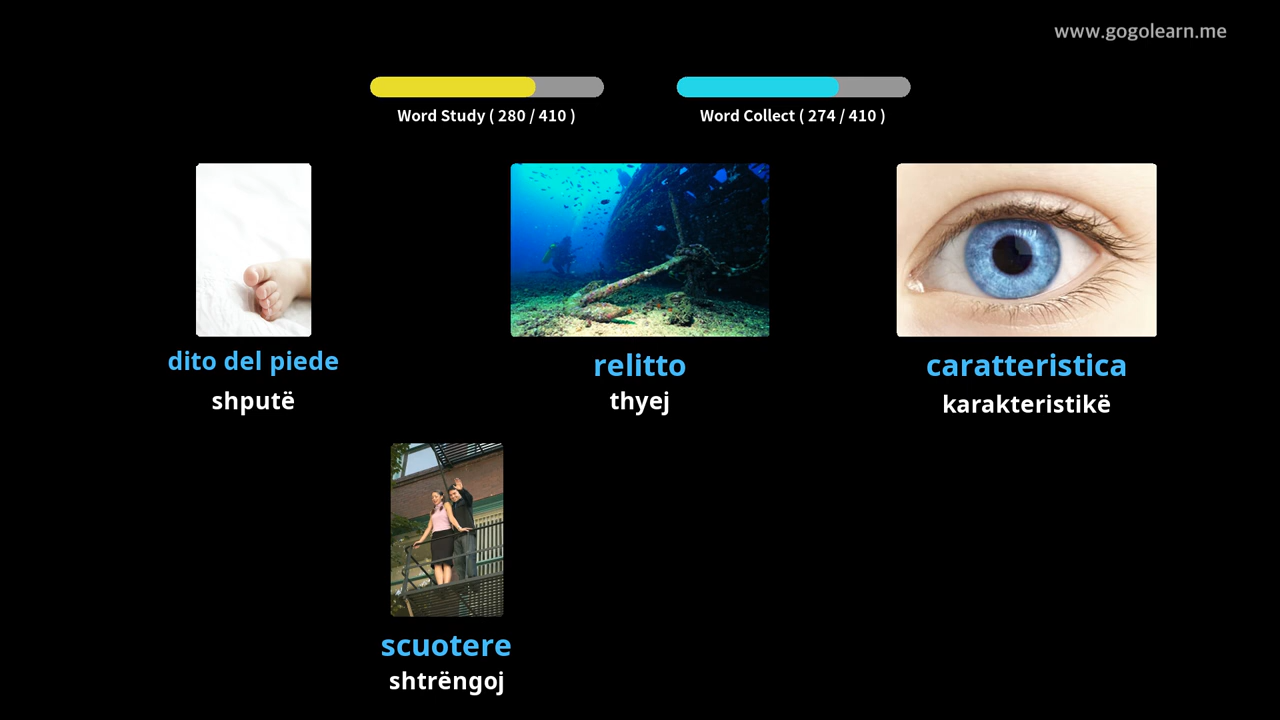 www.gogolearn.me
Word Study ( 280 / 410 )
Word Collect ( 274 / 410 )
dito del piede
shputë
relitto
thyej
caratteristica
karakteristikë
scuotere
shtrëngoj